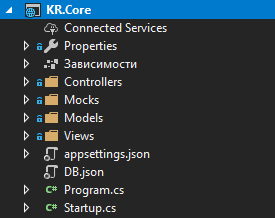 KR.Core
Connected Services
Properties
Зависимости
Controllers
Mocks
Models
Views
appsettings.json
DB.json
C# Program.cs
C# Startup.cs